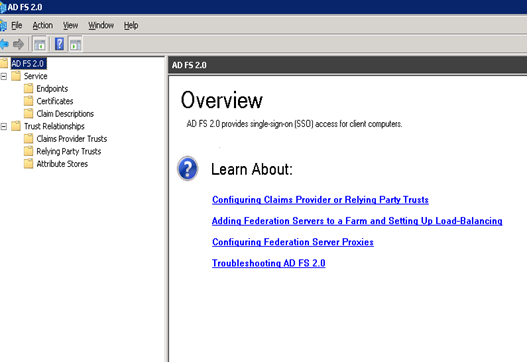 AD FS 2.0
File Action View Window Help
AD FS 2.0
Service
Endpoints
Certificates
Claim Descriptions
Trust Relationships
Claims Provider Trusts
Relying Party Trusts
Attribute Stores
AD FS 2.0
Overview
AD FS 2.0 provides single-sign-on (SSO) access for client computers.
Learn About:
Configuring Claims Provider or Relying Party Trusts
Adding Federation Servers to a Farm and Setting Up Load-Balancing
Configuring Federation Server Proxies
Troubleshooting AD FS 2.0